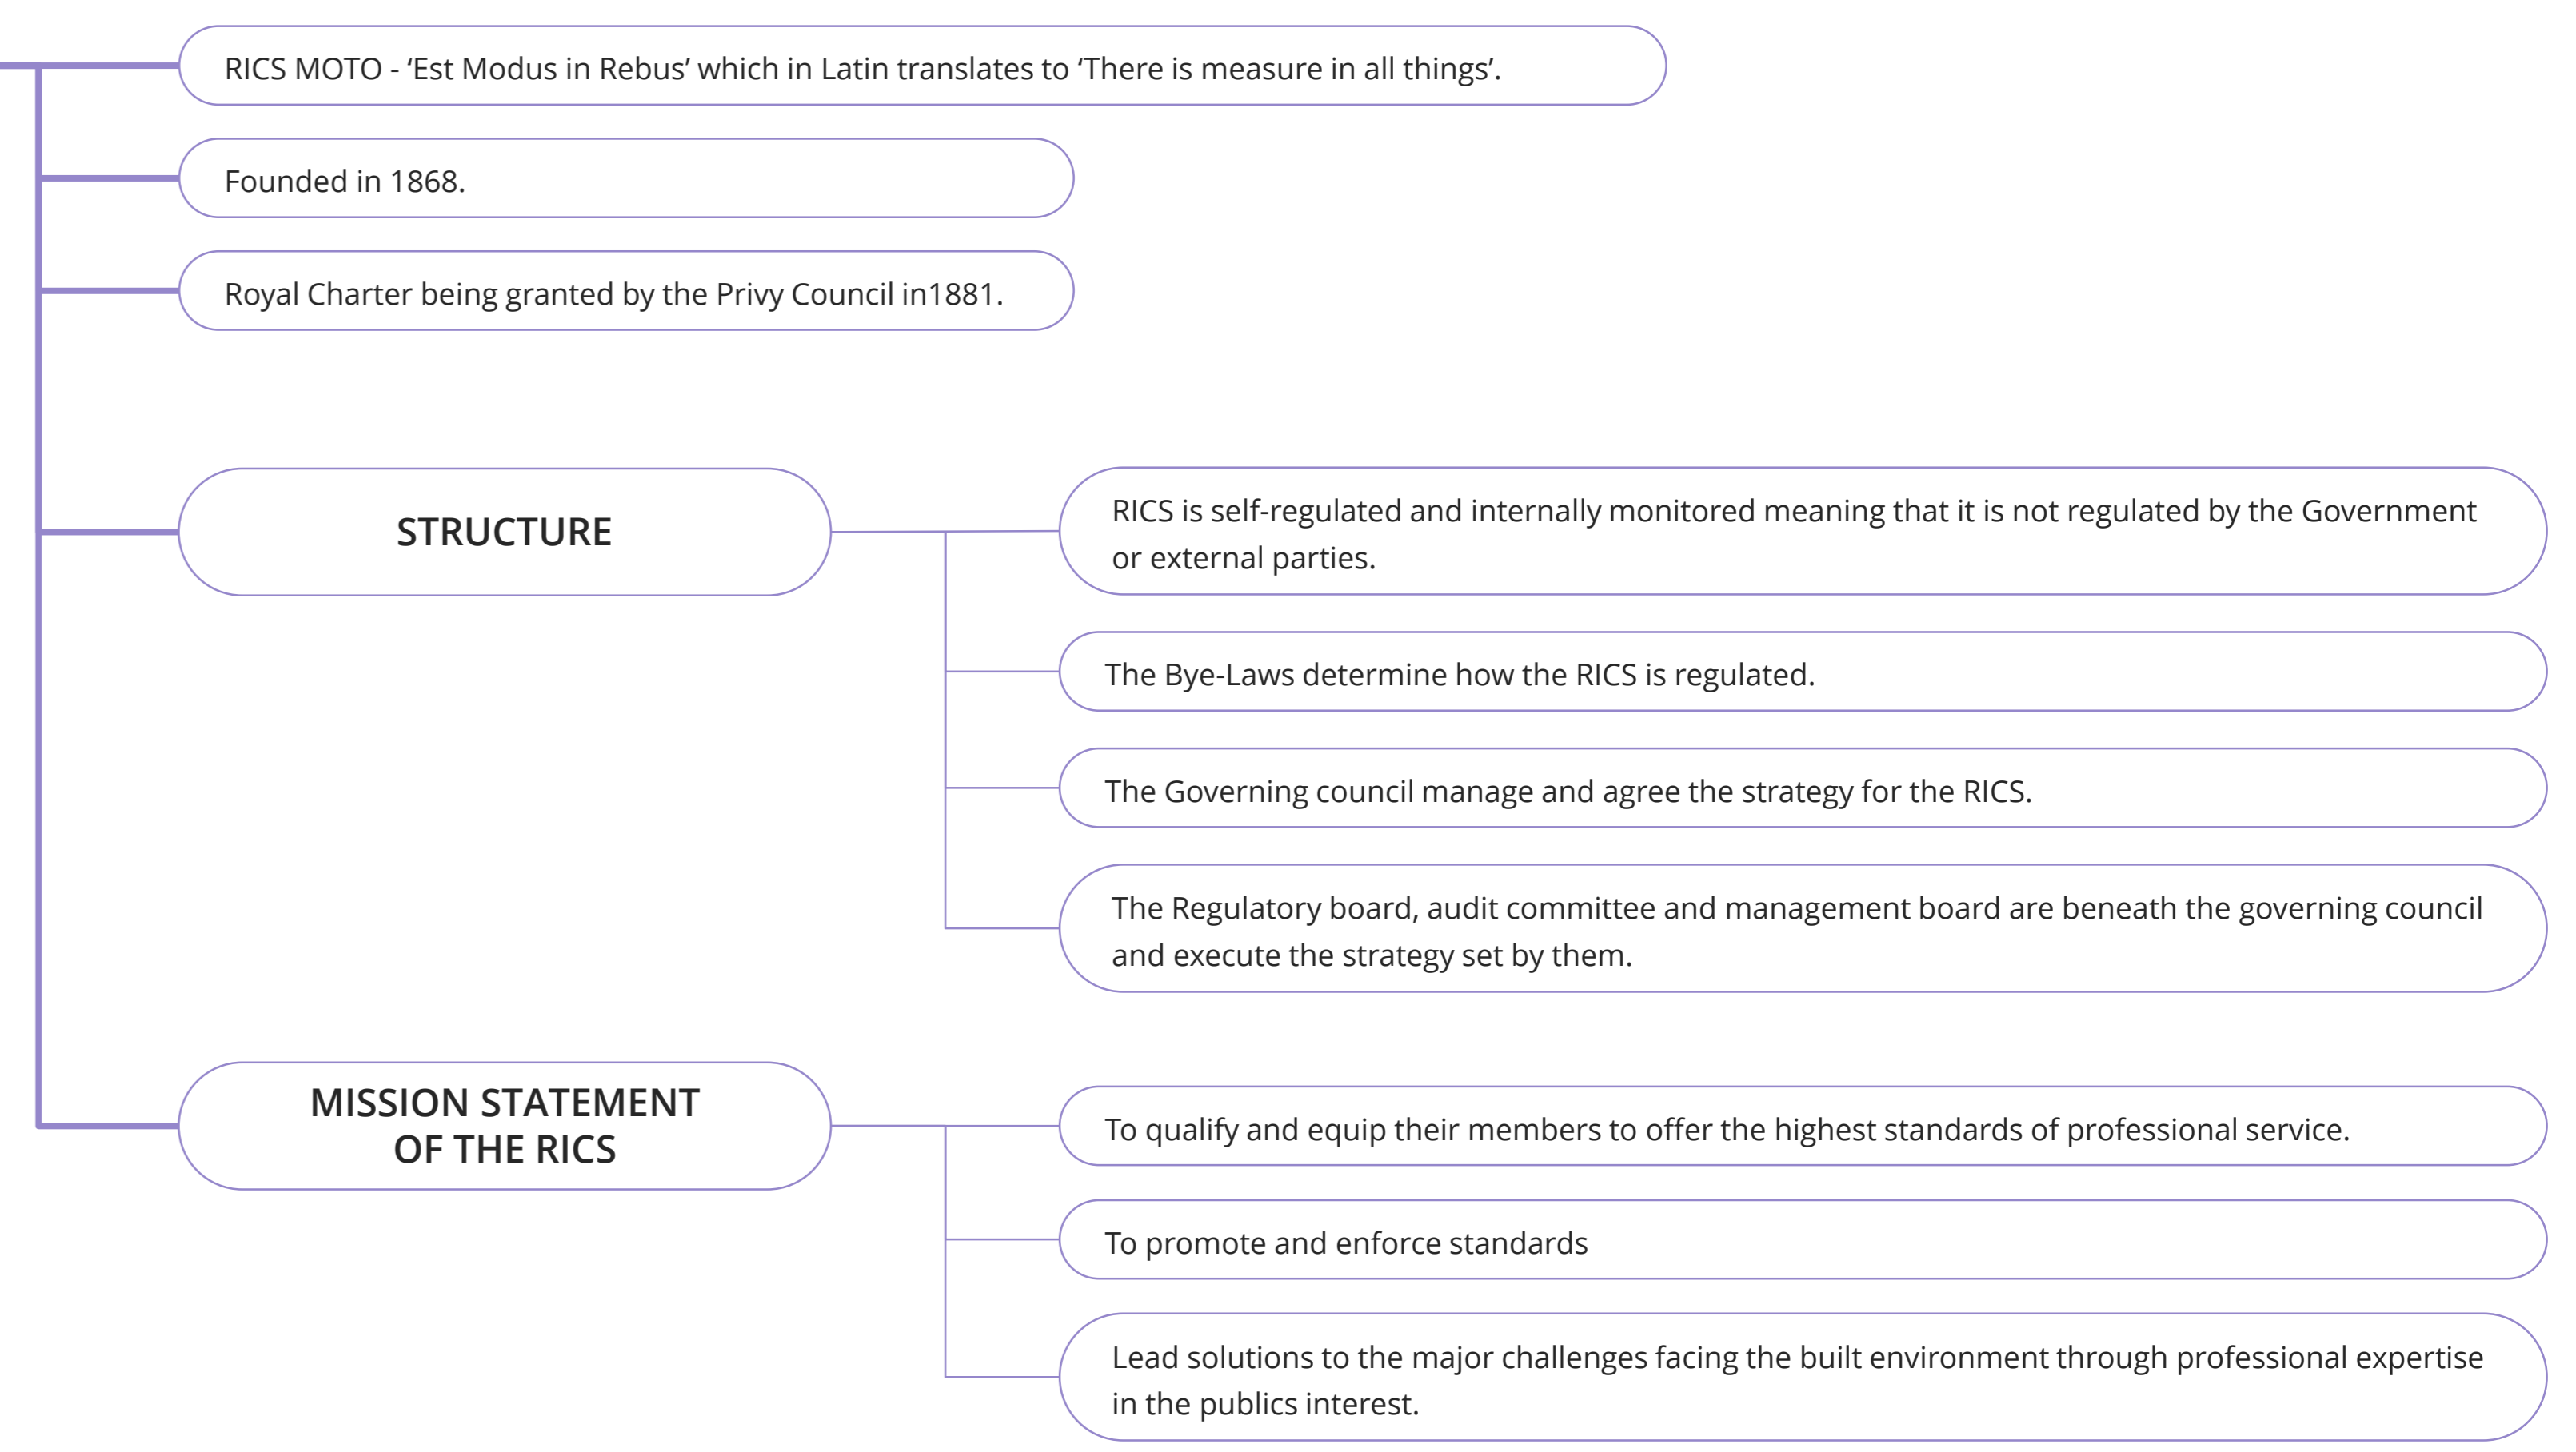 RICS MOTO - ‘Est Modus in Rebus’ which in Latin translates to ‘There is measure in all things’.
Founded in 1868.
Royal Charter being granted by the Privy Council in1881.
STRUCTURE
RICS is self-regulated and internally monitored meaning that it is not regulated by the Government
or external parties.
The Bye-Laws determine how the RICS is regulated.
The Governing council manage and agree the strategy for the RICS.
The Regulatory board, audit committee and management board are beneath the governing council
and execute the strategy set by them.
MISSION STATEMENT
OF THE RICS
To qualify and equip their members to offer the highest standards of professional service.
To promote and enforce standards
Lead solutions to the major challenges facing the built environment through professional expertise
in the publics interest.